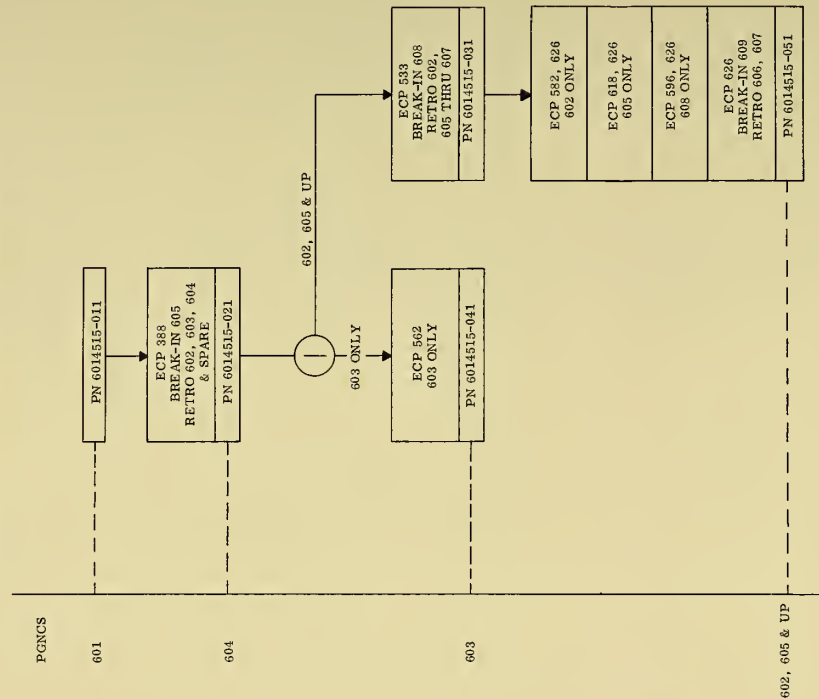 PGNCS
601
604
603
602, 605 & UP
PN 6014515-011
ECP 388
BREAK-IN 605
RETRO 602, 603, 604
& SPARE
PN 6014515-021
602, 605 & UP
603 ONLY
ECP 562
603 ONLY
PN 6014515-041
ECP 533
BREAK-IN 608
RETRO 602,
605 THRU 607
PN 6014515-031
ECP 582, 626
602 ONLY
ECP 618, 626
605 ONLY
ECP 596, 626
608 ONLY
ECP 626
BREAK-IN 609
RETRO 606, 607
PN 6014515-051